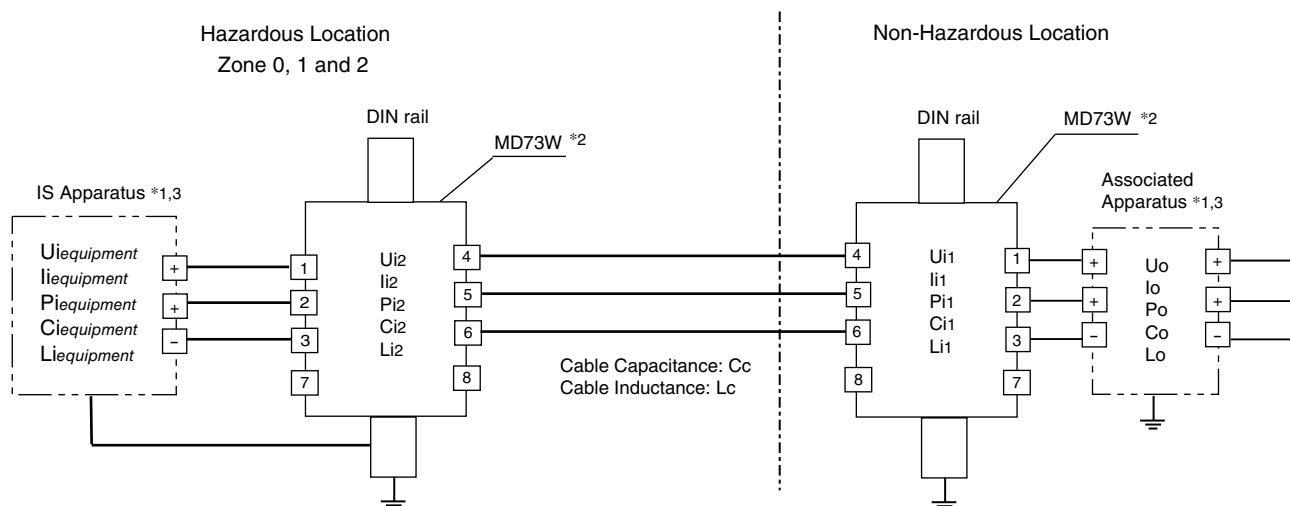 Hazardous Location
Zone 0, 1 and 2
Non-Hazardous Location
DIN rail
MD73W *2
IS Apparatus *1,3
Uiequipment
Iiequipment
Piequipment
Ciequipment
Liequipment
+
+
−
1
2
3
7
Ui2
Ii2
Pi2
Ci2
Li2
4
5
6
8
Cable Capacitance: Cc
Cable Inductance: Lc
DIN rail
MD73W *2
4
5
6
8
Ui1
Ii1
Pi1
Ci1
Li1
1
2
3
7
Associated
Apparatus *1,3
+
+
−
Uo
Io
Po
Co
Lo
+
+
−